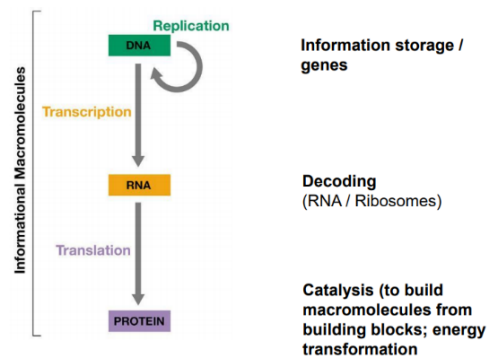 Replication
DNA
Information storage /
genes
Transcription
Informational Macromolecules
RNA
Decoding
(RNA / Ribosomes)
Translation
Catalysis (to build
macromolecules from
building blocks; energy
transformation
PROTEIN